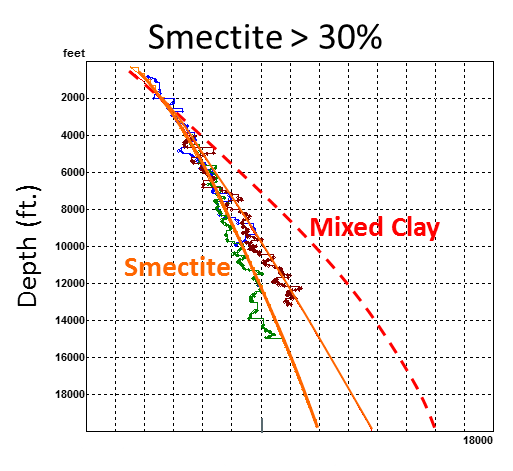 Smectite > 30%
feet
2000
4000
6000
8000
Mixed Clay
10000
Smectite
12000
14000
16000
18000
18000
Depth (ft.)